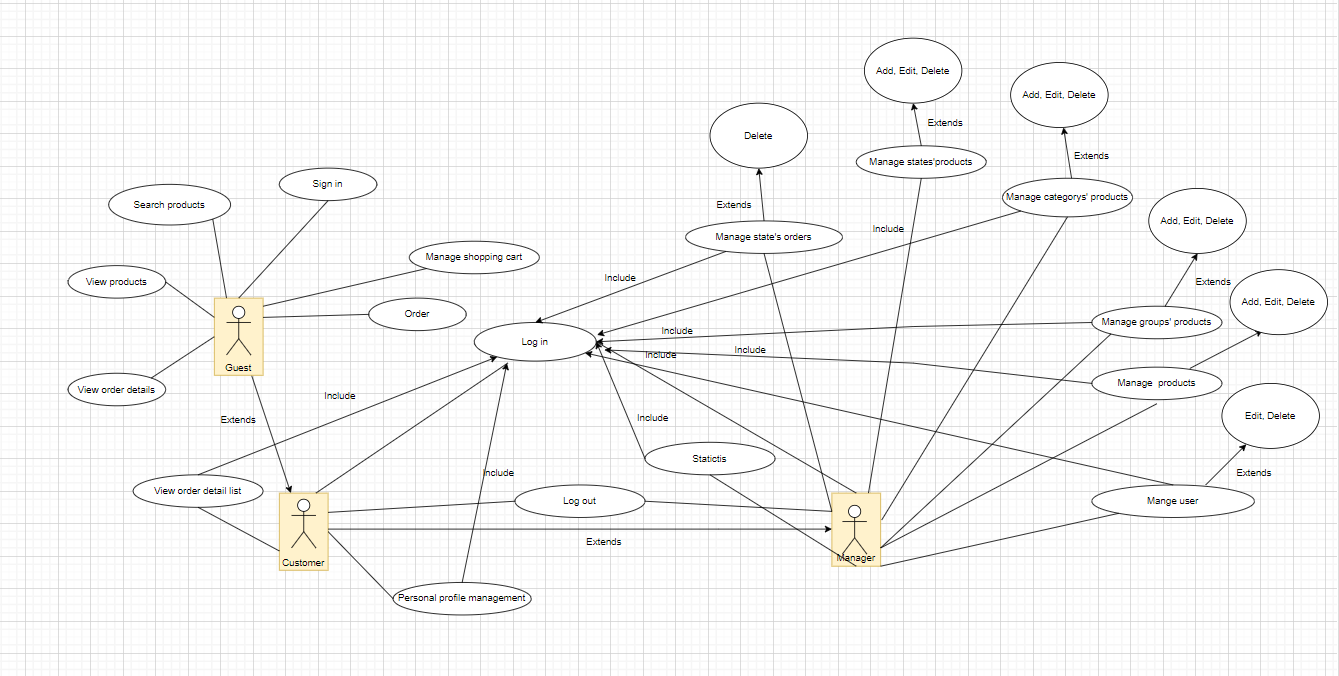 Add, Edit, Delete
Add, Edit, Delete
Extends
Delete
Extends
Manage states'products
Sign in
Manage categorys' products
Search products
Extends
Add, Edit, Delete
Include
Manage state's orders
Manage shopping cart
Include
View products
Extends
Add, Edit, Delete
Order
Manage groups' products
Include
Log in
Include
Include
Guest
Manage  products
View order details
Include
Edit, Delete
Extends
Include
Statictis
Include
Extends
View order detail list
Log out
Mange user
Extends
Customer
Manager
Personal profile management